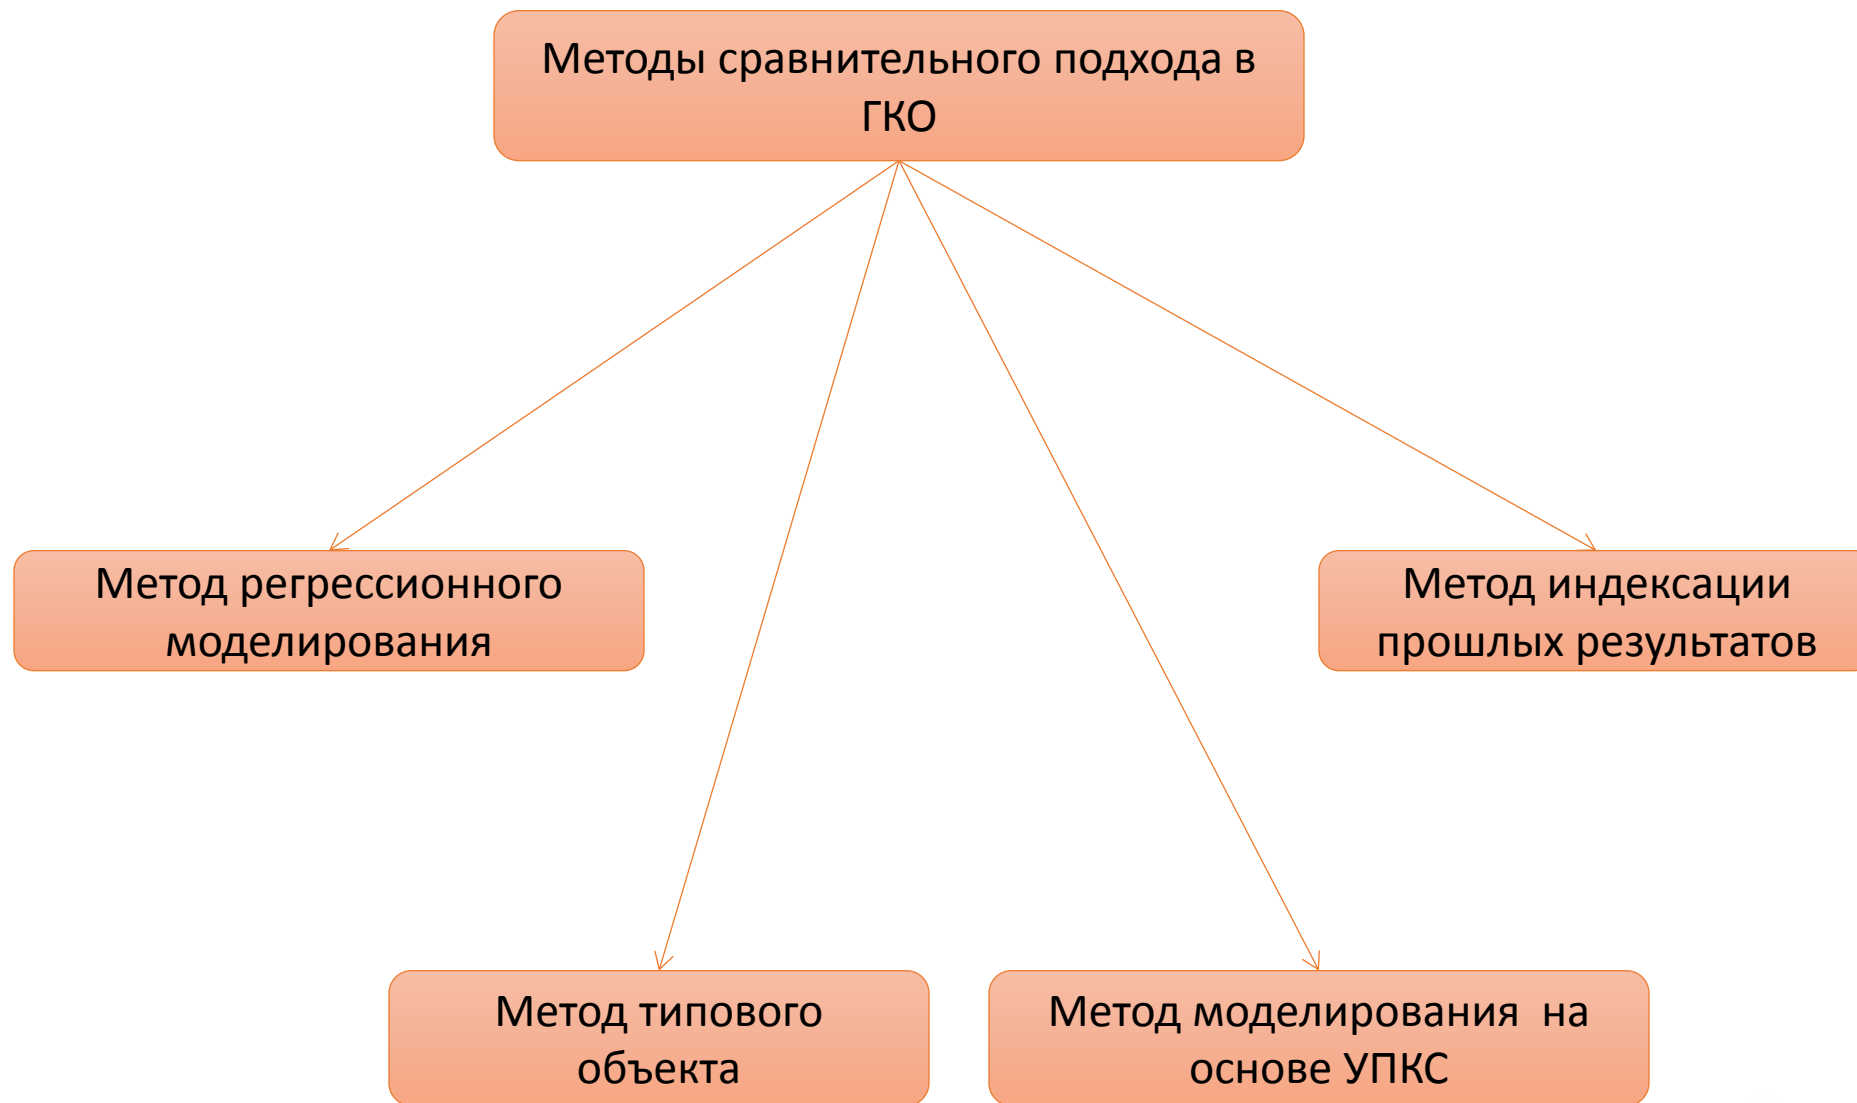 Методы сравнительного подхода в
ГКО
Метод регрессионного
моделирования
Метод индексации
прошлых результатов
Метод типового
объекта
Метод моделирования на
основе УПКС